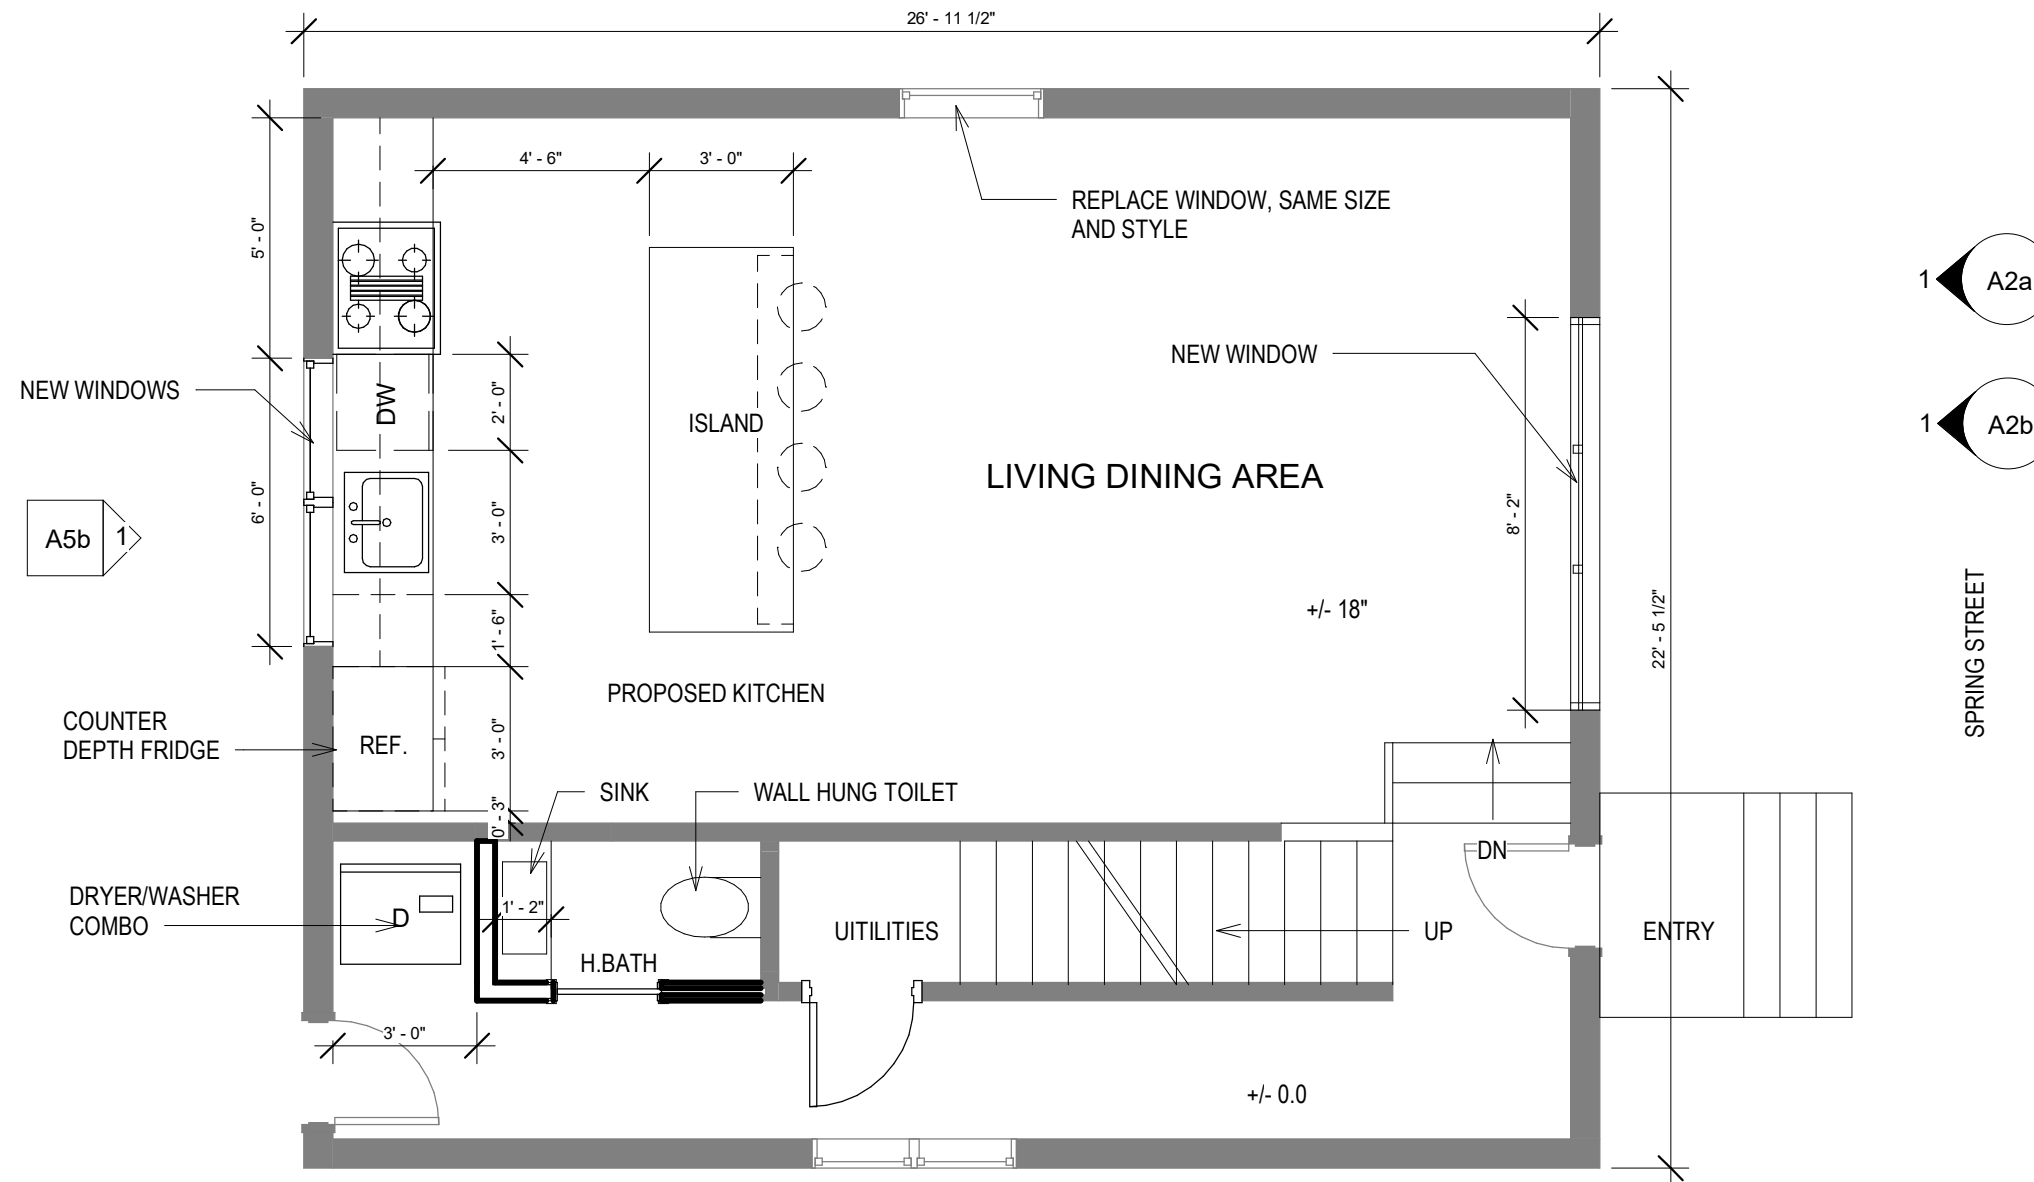 26' - 11 1/2"
4' - 6"
3' - 0"
REPLACE WINDOW, SAME SIZE
AND STYLE
5' - 0"
1
A2a
NEW WINDOWS
DW
2' - 0"
ISLAND
NEW WINDOW
1
A2b
LIVING DINING AREA
6' - 0"
3' - 0"
8' - 2"
A5b
1
1' - 6"
+/- 18"
22' - 5 1/2"
SPRING STREET
PROPOSED KITCHEN
COUNTER
DEPTH FRIDGE
REF.
3' - 0"
SINK
WALL HUNG TOILET
0' - 3"
DN
DRYER/WASHER
COMBO
D
1' - 2"
UITILITIES
UP
ENTRY
H.BATH
3' - 0"
+/- 0.0